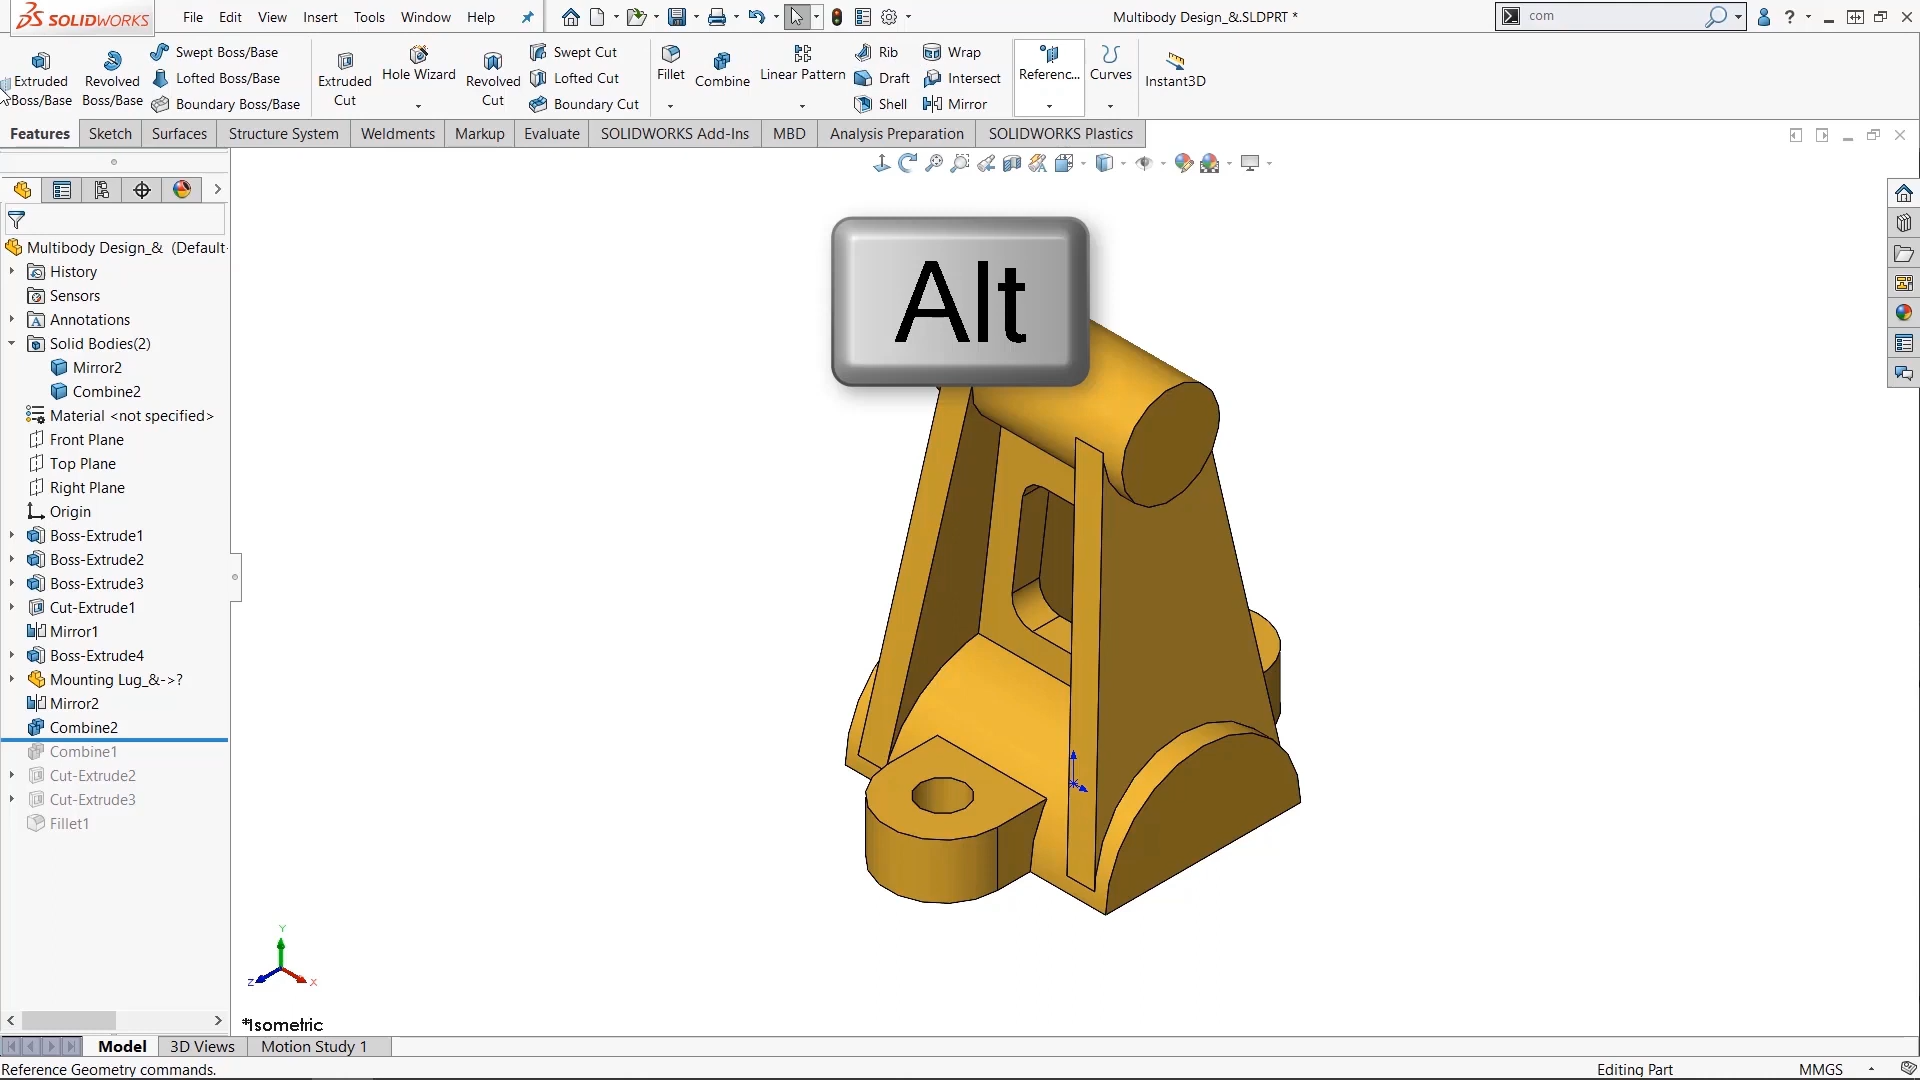 SOLIDWORKS
File Edit View Insert Tools Window Help
Multibody Design_&.SLDPRT *
com
?
Extruded Boss/Base
Revolved Boss/Base
Swept Boss/Base
Lofted Boss/Base
Boundary Boss/Base
Extruded Cut
Hole Wizard
Revolved Cut
Swept Cut
Lofted Cut
Boundary Cut
Fillet
Combine
Linear Pattern
Rib
Draft
Shell
Wrap
Intersect
Mirror
Referenc...
Curves
Instant3D
Features Sketch Surfaces Structure System Weldments Markup Evaluate SOLIDWORKS Add-Ins MBD Analysis Preparation SOLIDWORKS Plastics
Multibody Design_& (Default
History
Sensors
Annotations
Solid Bodies(2)
Mirror2
Combine2
Material <not specified>
Front Plane
Top Plane
Right Plane
Origin
Boss-Extrude1
Boss-Extrude2
Boss-Extrude3
Cut-Extrude1
Mirror1
Boss-Extrude4
Mounting Lug_&->?
Mirror2
Combine2
Combine1
Cut-Extrude2
Cut-Extrude3
Fillet1
Alt
Y
Z
X
*Isometric
Model 3D Views Motion Study 1
Reference Geometry commands.
Editing Part
MMGS